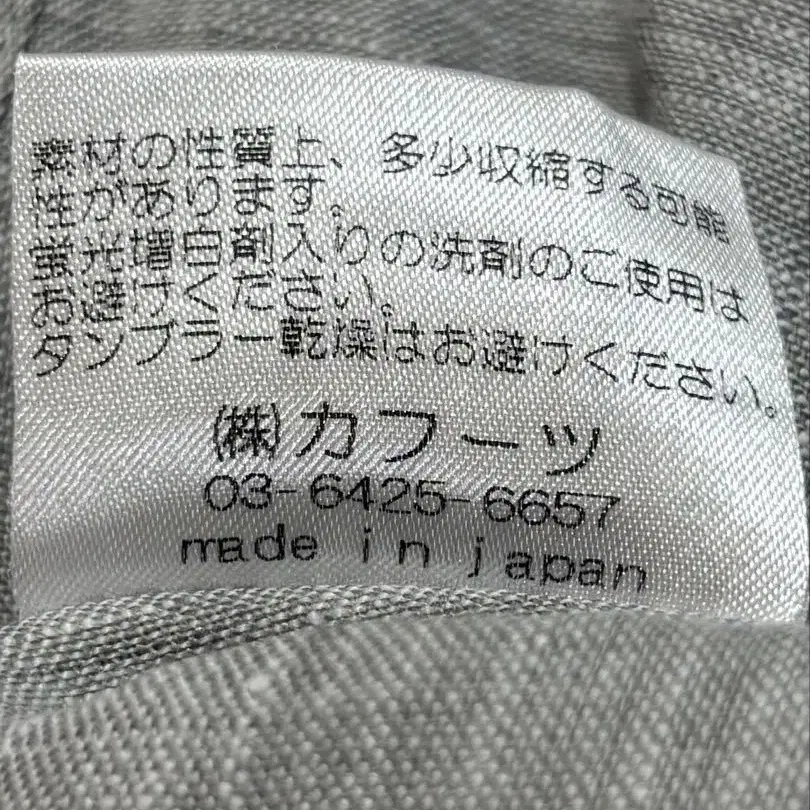 素材の性質上、多少収縮する可能
性があります。
蛍光増白剤入りの洗剤のご使用は
お避けください。
タンブラー乾燥はお避けください。
㈱カフーツ
03-6425-6657
made in japan